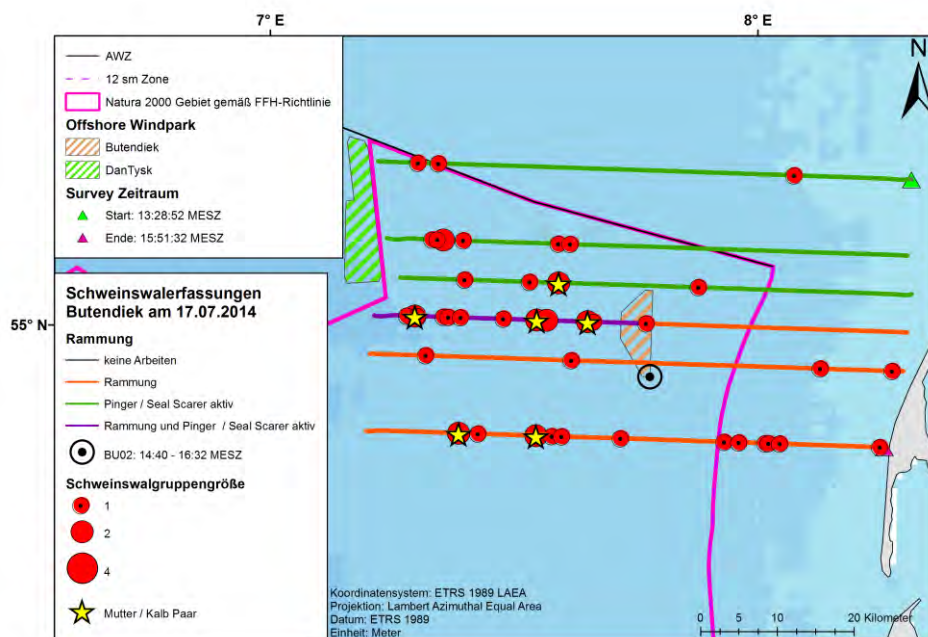 7° E
8° E
N
AWZ
12 sm Zone
Natura 2000 Gebiet gemäß FFH-Richtlinie
Offshore Windpark
Butendiek
DanTysk
Survey Zeitraum
Start: 13:28:52 MESZ
Ende: 15:51:32 MESZ
Schweinswalerfassungen
Butendiek am 17.07.2014
55° N
Rammung
keine Arbeiten
Rammung
Pinger / Seal Scarer aktiv
Rammung und Pinger / Seal Scarer aktiv
BU02: 14:40 - 16:32 MESZ
Schweinswalgruppengröße
1
2
4
Mutter / Kalb Paar
Koordinatensystem: ETRS 1989 LAEA
Projektion: Lambert Azimuthal Equal Area
Datum: ETRS 1989
Einheit: Meter
0 5 10 20 Kilometer